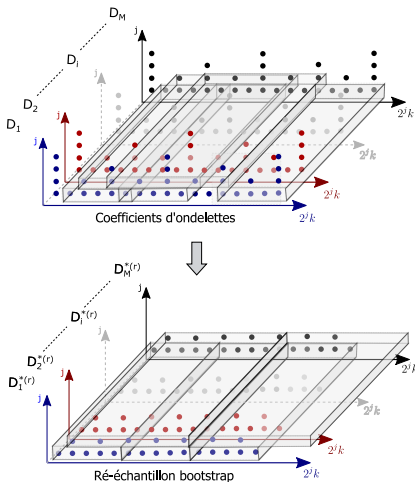 D_M
D_i
D_2
D_1
j
j
j
j
2^j k
2^j k
2^j k
2^j k
Coefficients d'ondelettes
D_M^{*(r)}
D_i^{*(r)}
D_2^{*(r)}
D_1^{*(r)}
j
j
j
j
2^j k
2^j k
2^j k
2^j k
Ré-échantillon bootstrap